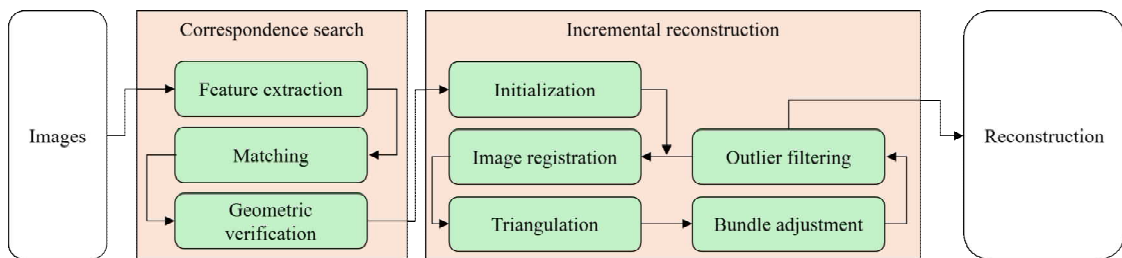 Images
Correspondence search
Feature extraction
Matching
Geometric
verification
Incremental reconstruction
Initialization
Image registration
Outlier filtering
Triangulation
Bundle adjustment
Reconstruction